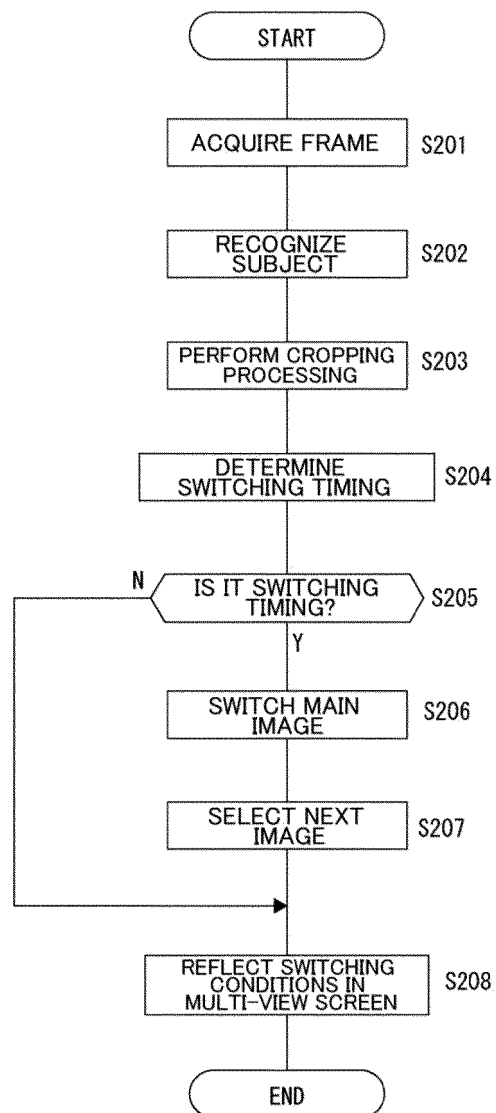 START
ACQUIRE FRAME
S201
RECOGNIZE
SUBJECT
S202
PERFORM CROPPING
PROCESSING
S203
DETERMINE
SWITCHING TIMING
S204
N
IS IT SWITCHING
TIMING?
S205
Y
SWITCH MAIN
IMAGE
S206
SELECT NEXT
IMAGE
S207
REFLECT SWITCHING
CONDITIONS IN
MULTI-VIEW SCREEN
S208
END